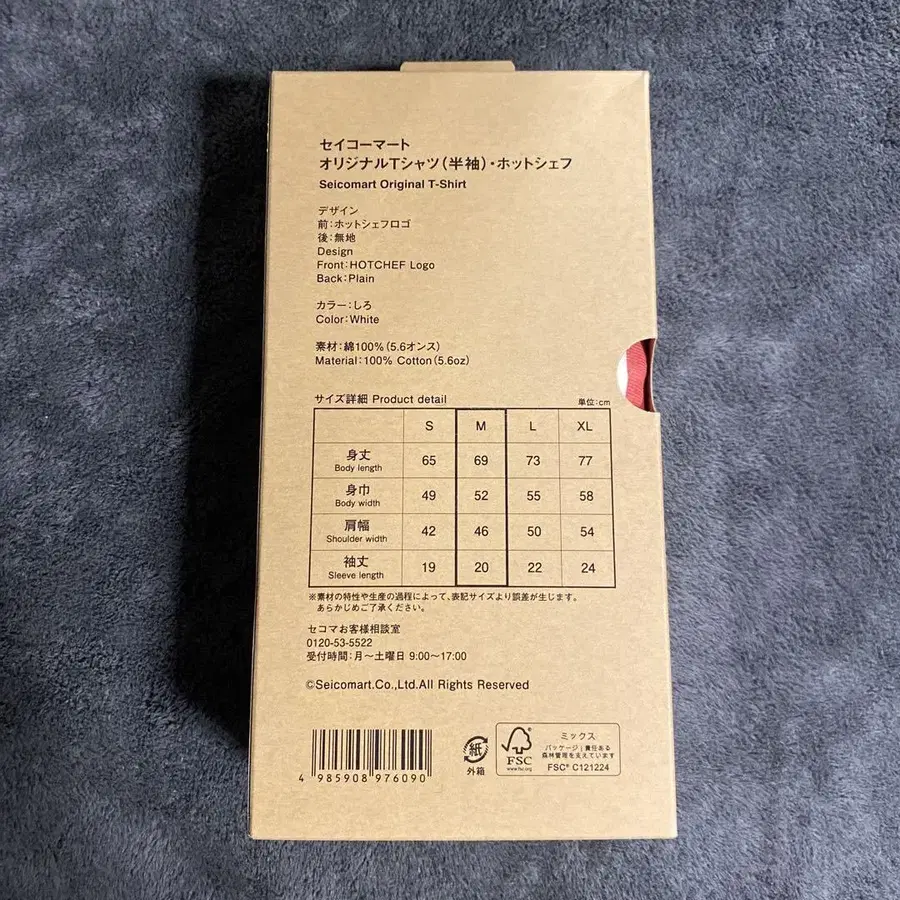 セイコーマート
オリジナルTシャツ(半袖)・ホットシェフ
Seicomart Original T-Shirt
デザイン
前:ホットシェフロゴ
後:無地
Design
Front:HOTCHEF Logo
Back:Plain
カラー:しろ
Color:White
素材:綿100%(5.6オンス)
Material:100% Cotton(5.6oz)
サイズ詳細 Product detail 単位:cm
S M L XL
身丈 65 69 73 77
Body length
身巾 49 52 55 58
Body width
肩幅 42 46 50 54
Shoulder width
袖丈 19 20 22 24
Sleeve length
※素材の特性や生産の過程によって、表記サイズより誤差が生じます。
あらかじめご了承ください。
セコマお客様相談室
0120-53-5522
受付時間:月〜土曜日 9:00〜17:00
©Seicomart.Co.,Ltd.All Rights Reserved
4 985908 976090
紙
外箱
FSC
www.fsc.org
ミックス
パッケージ|責任ある
森林管理を支えています
FSC® C121224